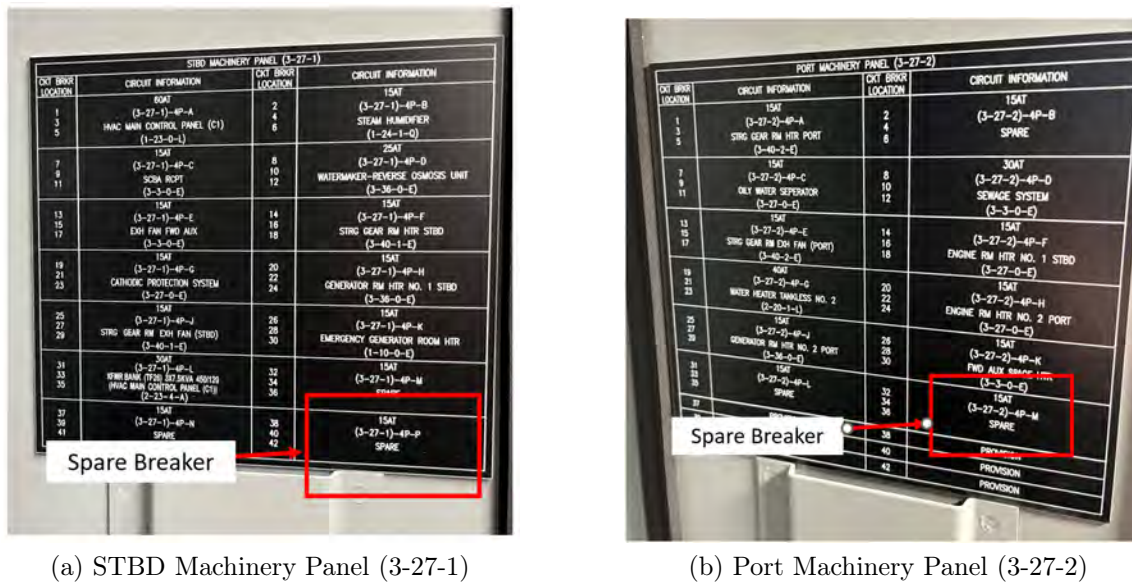 STBD MACHINERY PANEL (3-27-1)
CKT BRKR LOCATION
CIRCUIT INFORMATION
CKT BRKR LOCATION
CIRCUIT INFORMATION
1
3
5
60AT
(3-27-1)-4P-A
HVAC MAIN CONTROL PANEL (C1)
(1-23-0-L)
2
4
6
15AT
(3-27-1)-4P-B
STEAM HUMIDIFIER
(1-24-1-Q)
7
9
11
15AT
(3-27-1)-4P-C
SCBA RCPT
(3-3-0-E)
8
10
12
25AT
(3-27-1)-4P-D
WATERMAKER-REVERSE OSMOSIS UNIT
(3-36-0-E)
13
15
17
15AT
(3-27-1)-4P-E
EXH FAN FWD AUX
(3-3-0-E)
14
16
18
15AT
(3-27-1)-4P-F
STRG GEAR RM HTR STBD
(3-40-1-E)
19
21
23
15AT
(3-27-1)-4P-G
CATHODIC PROTECTION SYSTEM
(3-27-0-E)
20
22
24
15AT
(3-27-1)-4P-H
GENERATOR RM HTR NO. 1 STBD
(3-36-0-E)
25
27
29
15AT
(3-27-1)-4P-J
STRG GEAR RM EXH FAN (STBD)
(3-40-1-E)
26
28
30
15AT
(3-27-1)-4P-K
EMERGENCY GENERATOR ROOM HTR
(1-10-0-E)
31
33
35
30AT
(3-27-1)-4P-L
XFMR BANK (TP26) 3X7.5KVA 450/120
(HVAC MAIN CONTROL PANEL (C1))
(2-23-4-A)
32
34
36
15AT
(3-27-1)-4P-M
SPARE
37
39
41
15AT
(3-27-1)-4P-N
SPARE
38
40
42
15AT
(3-27-1)-4P-P
SPARE
Spare Breaker
(a) STBD Machinery Panel (3-27-1)
PORT MACHINERY PANEL (3-27-2)
CKT BRKR LOCATION
CIRCUIT INFORMATION
CKT BRKR LOCATION
CIRCUIT INFORMATION
1
3
5
15AT
(3-27-2)-4P-A
STRG GEAR RM HTR PORT
(3-40-2-E)
2
4
6
15AT
(3-27-2)-4P-B
SPARE
7
9
11
15AT
(3-27-2)-4P-C
OILY WATER SEPERATOR
(3-27-0-E)
8
10
12
30AT
(3-27-2)-4P-D
SEWAGE SYSTEM
(3-3-0-E)
13
15
17
15AT
(3-27-2)-4P-E
STRG RM EXH FAN (PORT)
(3-40-2-E)
14
16
18
15AT
(3-27-2)-4P-F
ENGINE RM HTR NO. 1 STBD
(3-27-0-E)
19
21
23
40AT
(3-27-2)-4P-G
WATER HEATER TANKLESS NO. 2
(2-20-1-L)
20
22
24
15AT
(3-27-2)-4P-H
ENGINE RM HTR NO. 2 PORT
(3-27-0-E)
25
27
29
15AT
(3-27-2)-4P-J
GENERATOR RM HTR NO. 2 PORT
(3-36-0-E)
26
28
30
15AT
(3-27-2)-4P-K
FWD AUX SPACE HTR
(3-3-0-E)
31
33
35
15AT
(3-27-2)-4P-L
SPARE
32
34
36
15AT
(3-27-2)-4P-M
SPARE
37
38
PROVISION
40
PROVISION
42
PROVISION
Spare Breaker
(b) Port Machinery Panel (3-27-2)